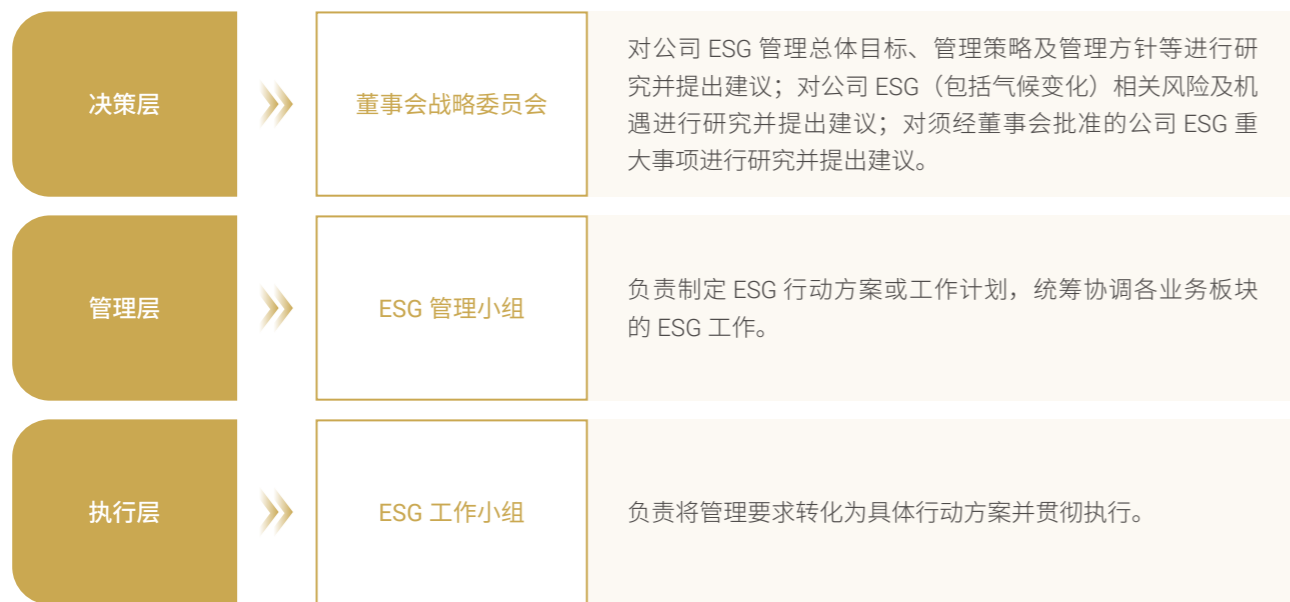 决策层
董事会战略委员会
对公司 ESG 管理总体目标、管理策略及管理方针等进行研
究并提出建议；对公司 ESG（包括气候变化）相关风险及机
遇进行研究并提出建议；对须经董事会批准的公司 ESG 重
大事项进行研究并提出建议。
管理层
ESG 管理小组
负责制定 ESG 行动方案或工作计划，统筹协调各业务板块
的 ESG 工作。
执行层
ESG 工作小组
负责将管理要求转化为具体行动方案并贯彻执行。